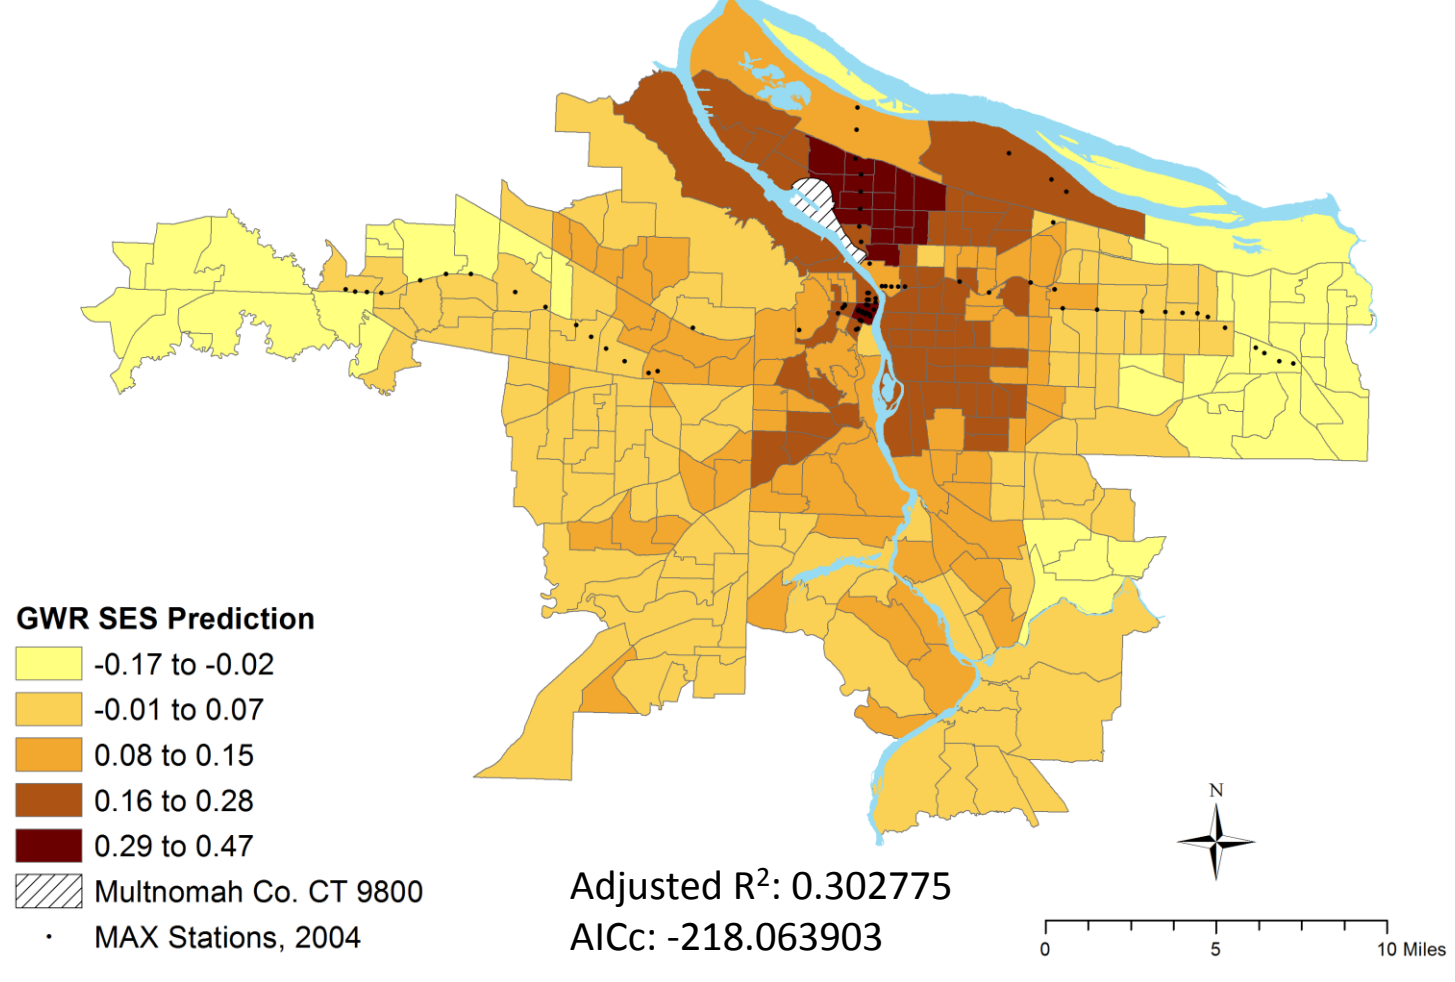 GWR SES Prediction
-0.17 to -0.02
-0.01 to 0.07
0.08 to 0.15
0.16 to 0.28
0.29 to 0.47
Multnomah Co. CT 9800
MAX Stations, 2004
Adjusted R²: 0.302775
AICc: -218.063903
N
0 5 10 Miles